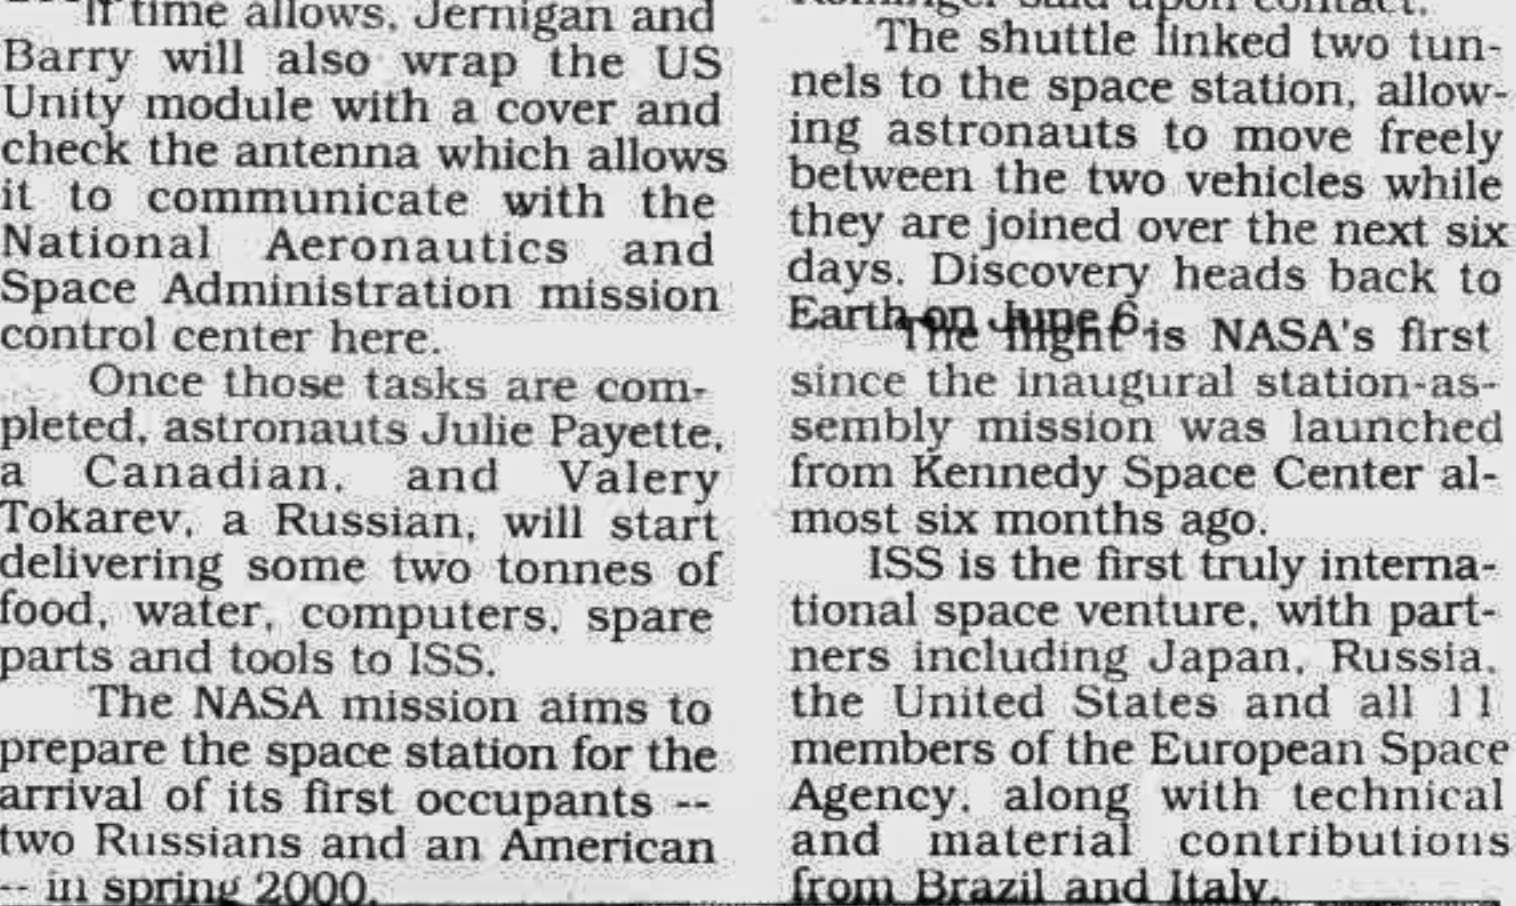 If time allows, Jernigan and
Barry will also wrap the US
Unity module with a cover and
check the antenna which allows
it to communicate with the
National Aeronautics and
Space Administration mission
control center here.
Once those tasks are com-
pleted, astronauts Julie Payette,
a Canadian, and Valery
Tokarev, a Russian, will start
delivering some two tonnes of
food, water, computers, spare
parts and tools to ISS.
The NASA mission aims to
prepare the space station for the
arrival of its first occupants --
two Russians and an American
-- in spring 2000.
said upon contact.
The shuttle linked two tun-
nels to the space station, allow-
ing astronauts to move freely
between the two vehicles while
they are joined over the next six
days. Discovery heads back to
Earth on June 6.
The flight is NASA's first
since the inaugural station-as-
sembly mission was launched
from Kennedy Space Center al-
most six months ago.
ISS is the first truly interna-
tional space venture, with part-
ners including Japan, Russia,
the United States and all 11
members of the European Space
Agency, along with technical
and material contributions
from Brazil and Italy.